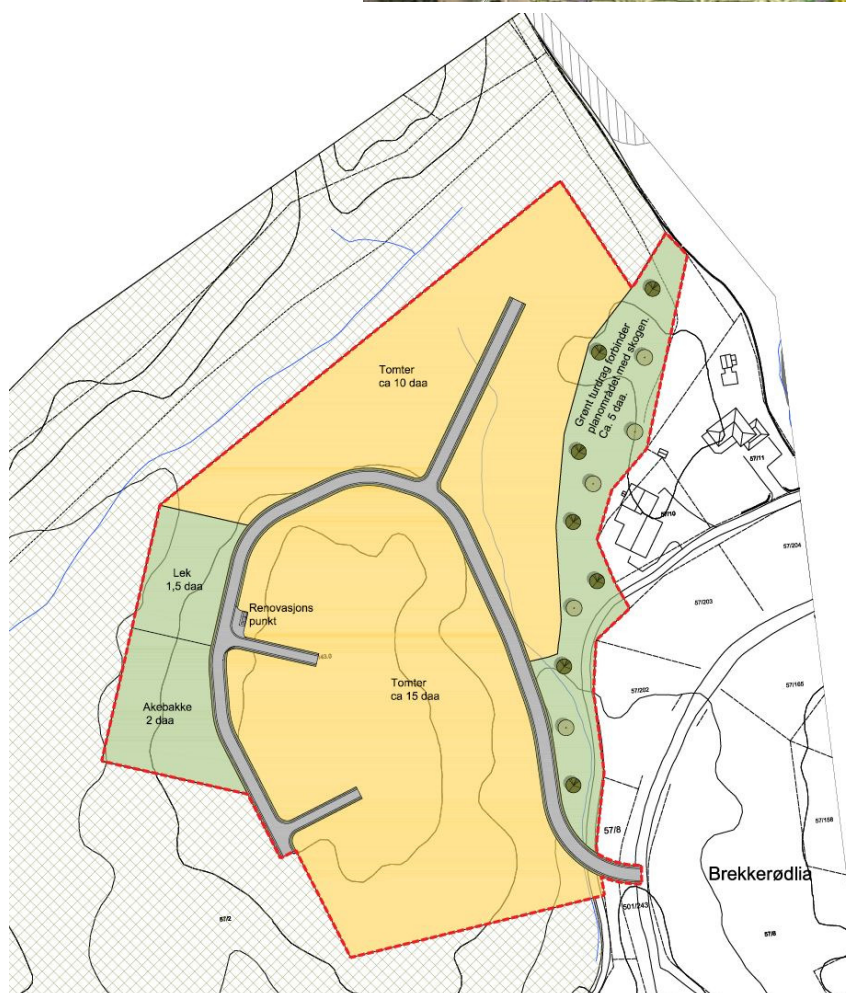 Grønt turdrag forbinder
planområdet med skogen.
Ca. 5 daa.
Tomter
ca 10 daa
57/11
57/10
57/204
Lek
1,5 daa
Renovasjons
punkt
57/203
Tomter
ca 15 daa
57/202
57/168
Akebakke
2 daa
57/8
57/158
Brekkerødlia
501/243
57/2
57/8